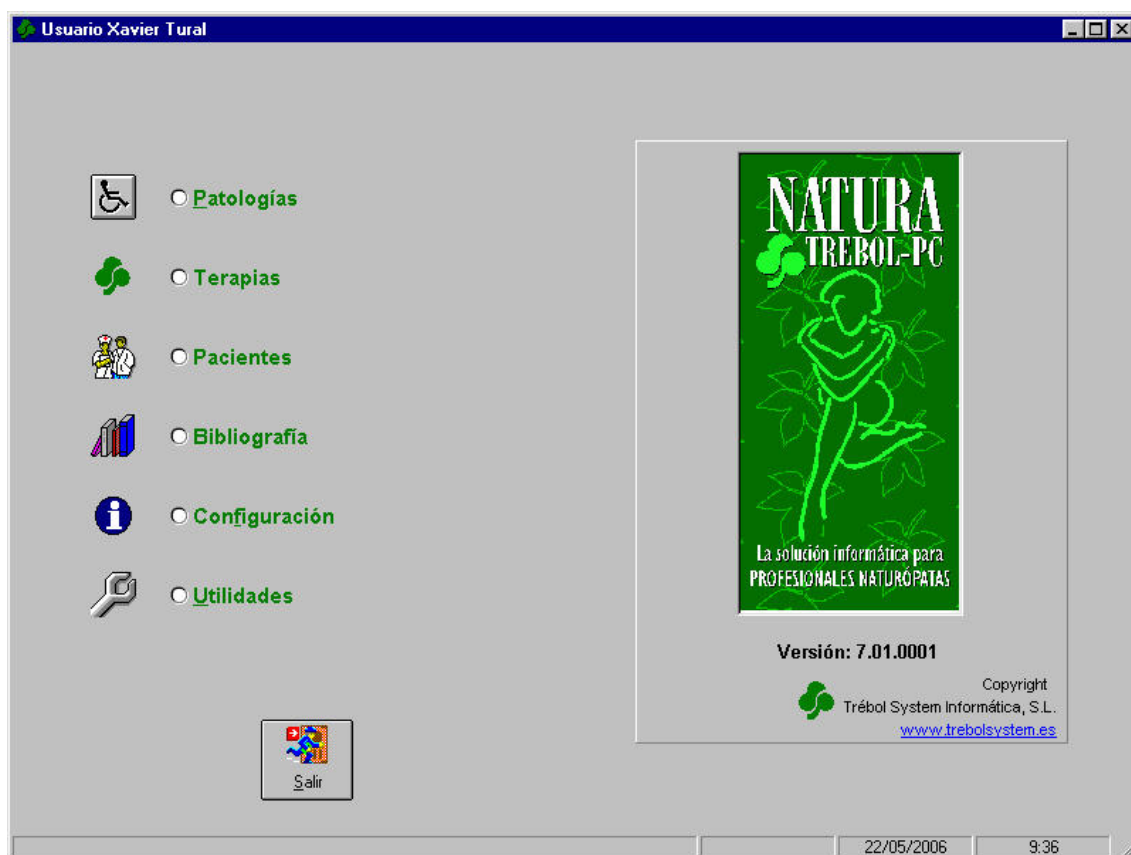 Usuario Xavier Tural
Patologías
Terapias
Pacientes
Bibliografía
Configuración
Utilidades
Salir
NATURA
TREBOL-PC
La solución informática para
PROFESIONALES NATURÓPATAS
Versión: 7.01.0001
Copyright
Trébol System Informática, S.L.
www.trebolsystem.es
22/05/2006
9:36